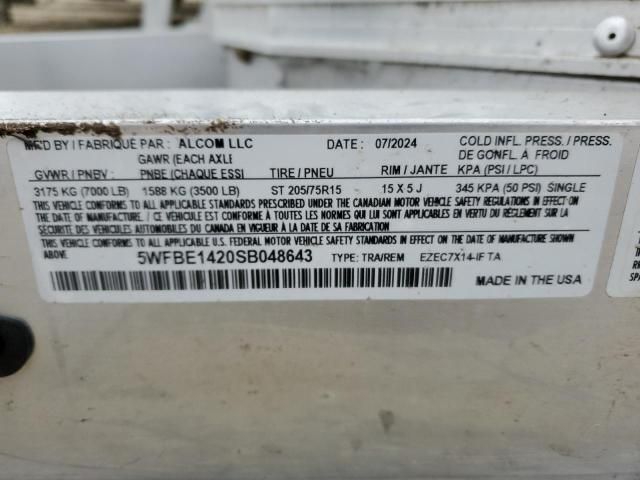 MFD BY / FABRIQUÉ PAR : ALCOM LLC DATE: 07/2024 COLD INFL. PRESS. / PRESS.
GAWR (EACH AXLE DE GONFL. À FROID
GVWR / PNBV : PNBE (CHAQUE ESSI TIRE / PNEU RIM / JANTE KPA (PSI / LPC)
3175 KG (7000 LB) 1588 KG (3500 LB) ST 205/75R15 15 X 5 J 345 KPA (50 PSI) SINGLE
THIS VEHICLE CONFORMS TO ALL APPLICABLE STANDARDS PRESCRIBED UNDER THE CANADIAN MOTOR VEHICLE SAFETY REGULATIONS IN EFFECT
ON THE DATE OF MANUFACTURE / CE VÉHICULE EST CONFORME À TOUTES LES NORMES QUI LUI SONT APPLICABLES EN VERTU DU RÈGLEMENT SUR LA
SÉCURITÉ DES VÉHICULES AUTOMOBILES DU CANADA EN VIGUEUR À LA DATE DE SA FABRICATION
THIS VEHICLE CONFORMS TO ALL APPLICABLE U.S. FEDERAL MOTOR VEHICLE SAFETY STANDARDS IN EFFECT ON THE DATE OF MANUFACTURE SHOWN
ABOVE. 5WFBE1420SB048643 TYPE: TRA/REM EZEC7X14-IF TA
MADE IN USA